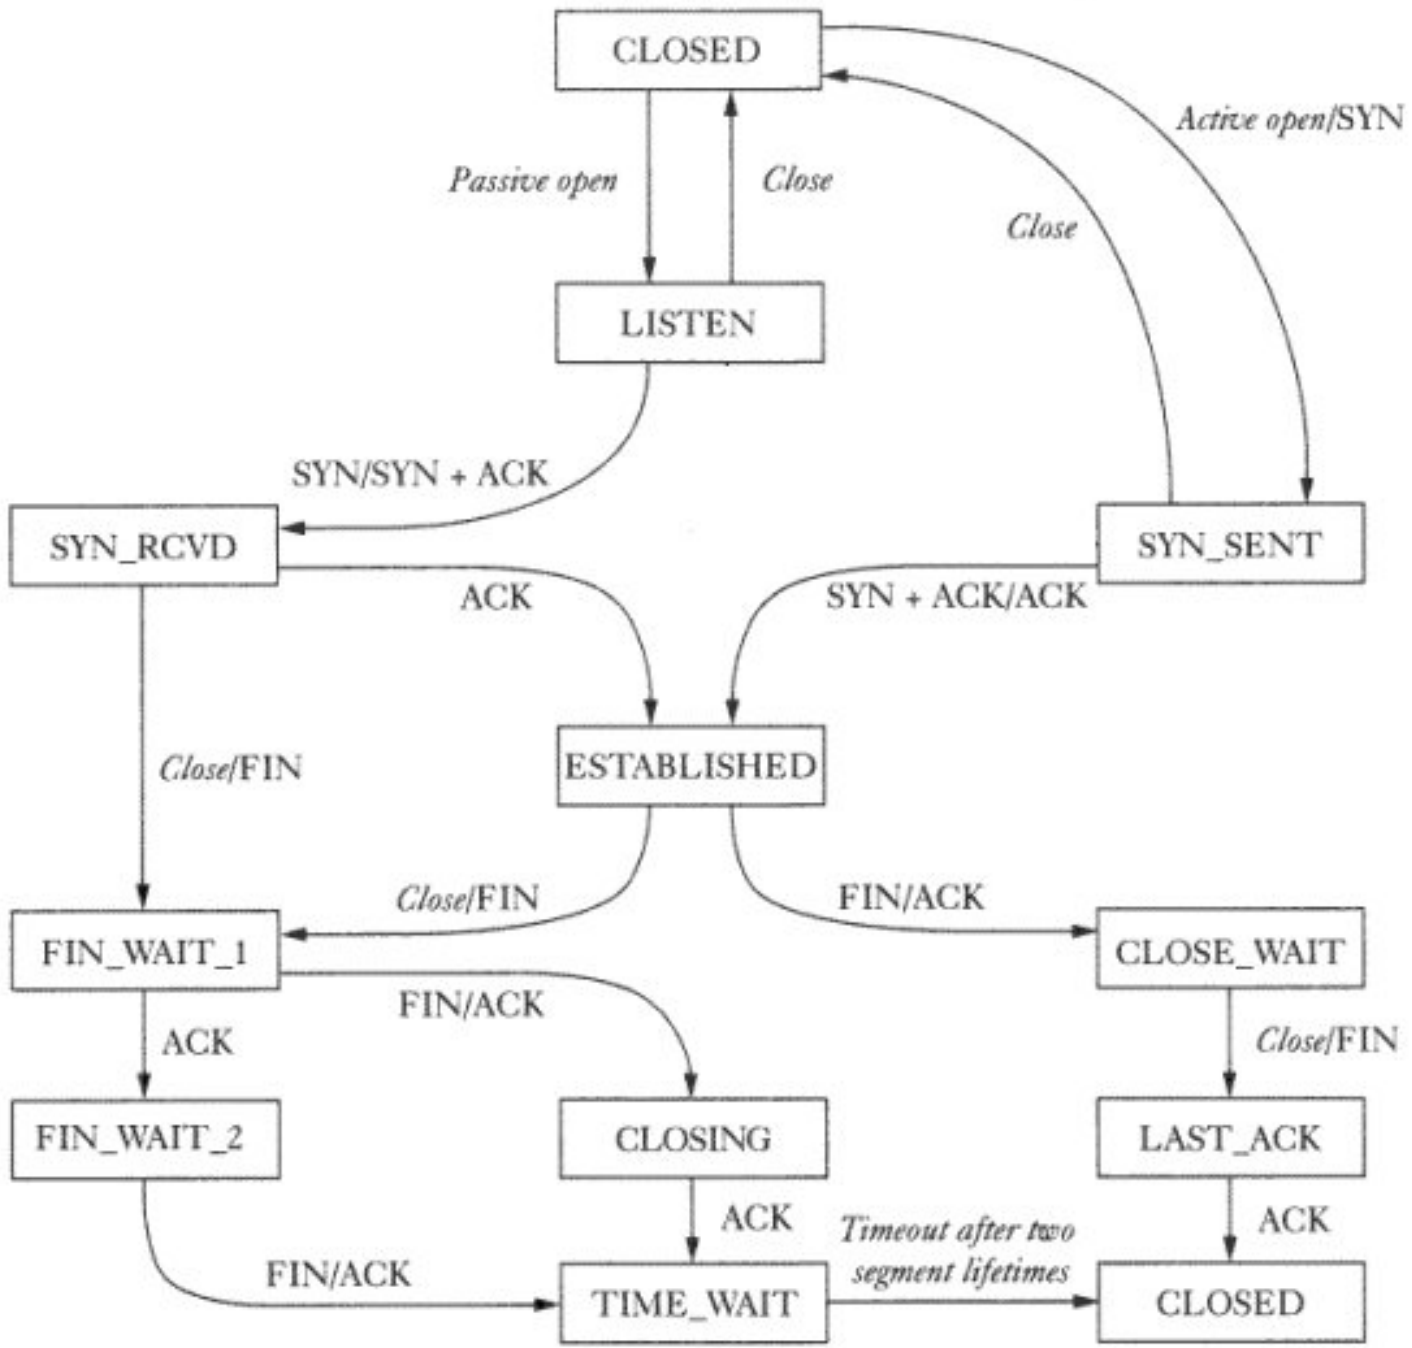 CLOSED
Active open/SYN
Passive open
Close
Close
LISTEN
SYN/SYN + ACK
SYN_RCVD
SYN_SENT
ACK
SYN + ACK/ACK
ESTABLISHED
Close/FIN
Close/FIN
FIN/ACK
FIN_WAIT_1
CLOSE_WAIT
FIN/ACK
ACK
Close/FIN
FIN_WAIT_2
CLOSING
LAST_ACK
ACK
Timeout after two
segment lifetimes
ACK
FIN/ACK
TIME_WAIT
CLOSED